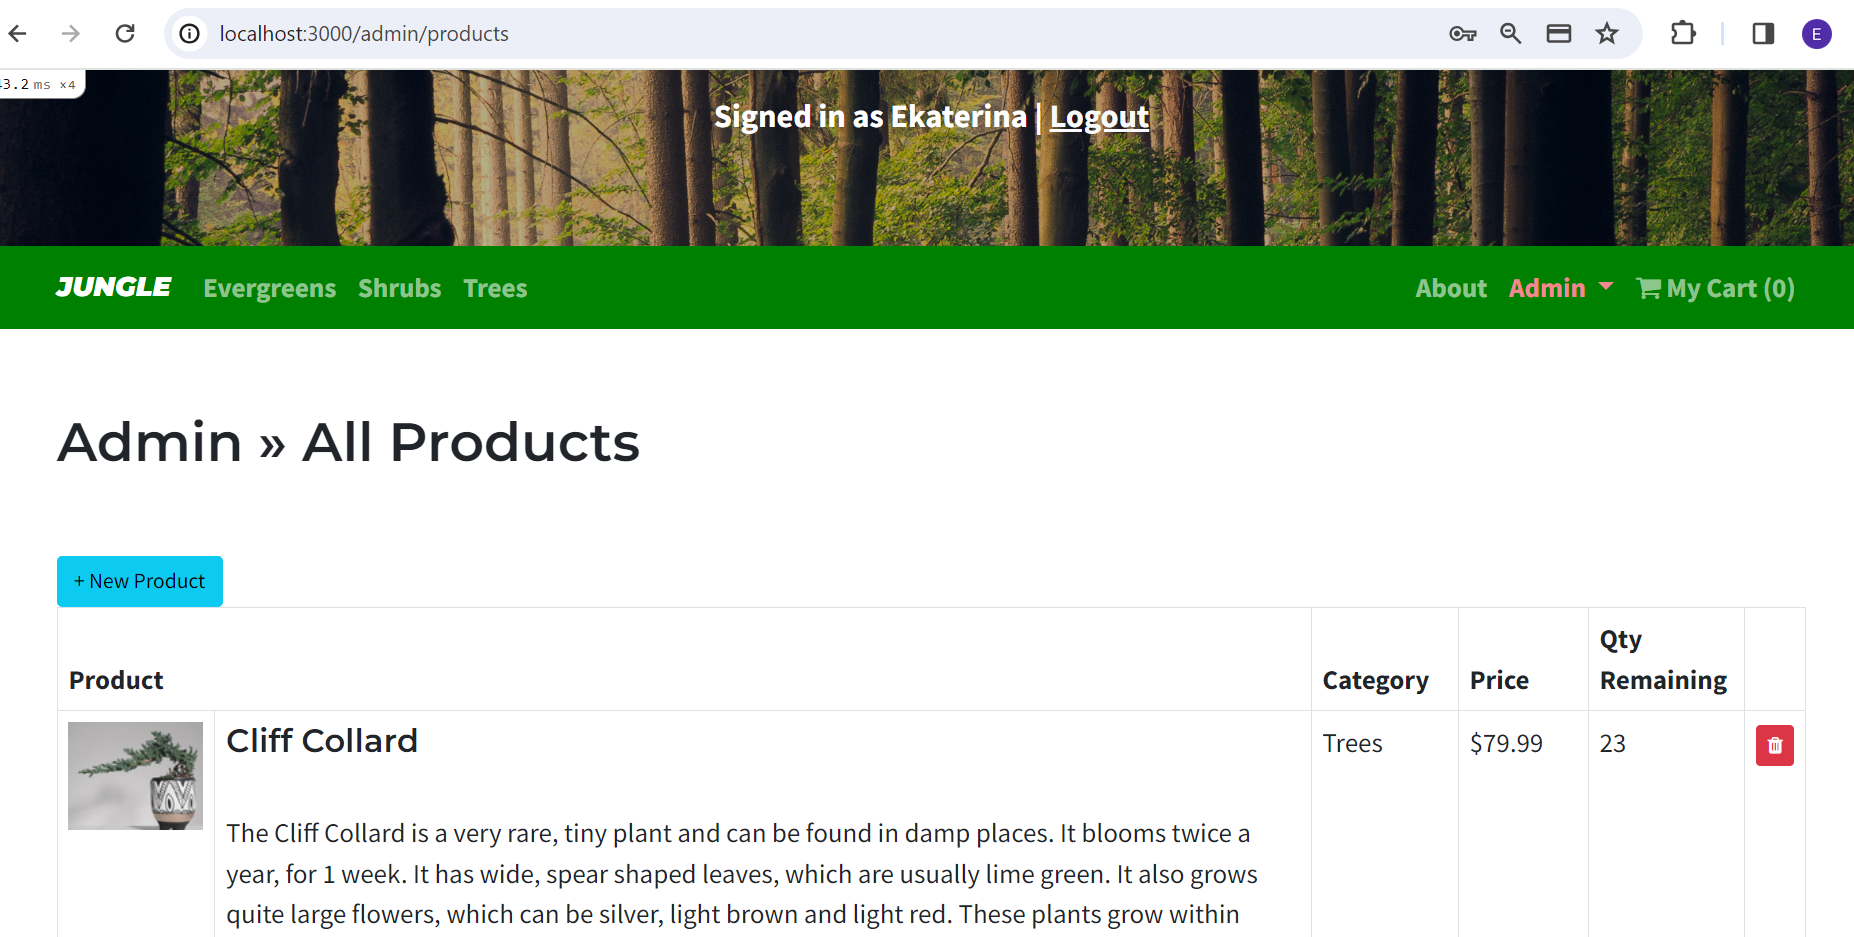 localhost:3000/admin/products
E
3.2 ms ×4
Signed in as Ekaterina | Logout
JUNGLE Evergreens Shrubs Trees About Admin My Cart (0)
Admin » All Products
+ New Product
Product Category Price Qty Remaining
Cliff Collard Trees $79.99 23
The Cliff Collard is a very rare, tiny plant and can be found in damp places. It blooms twice a
year, for 1 week. It has wide, spear shaped leaves, which are usually lime green. It also grows
quite large flowers, which can be silver, light brown and light red. These plants grow within